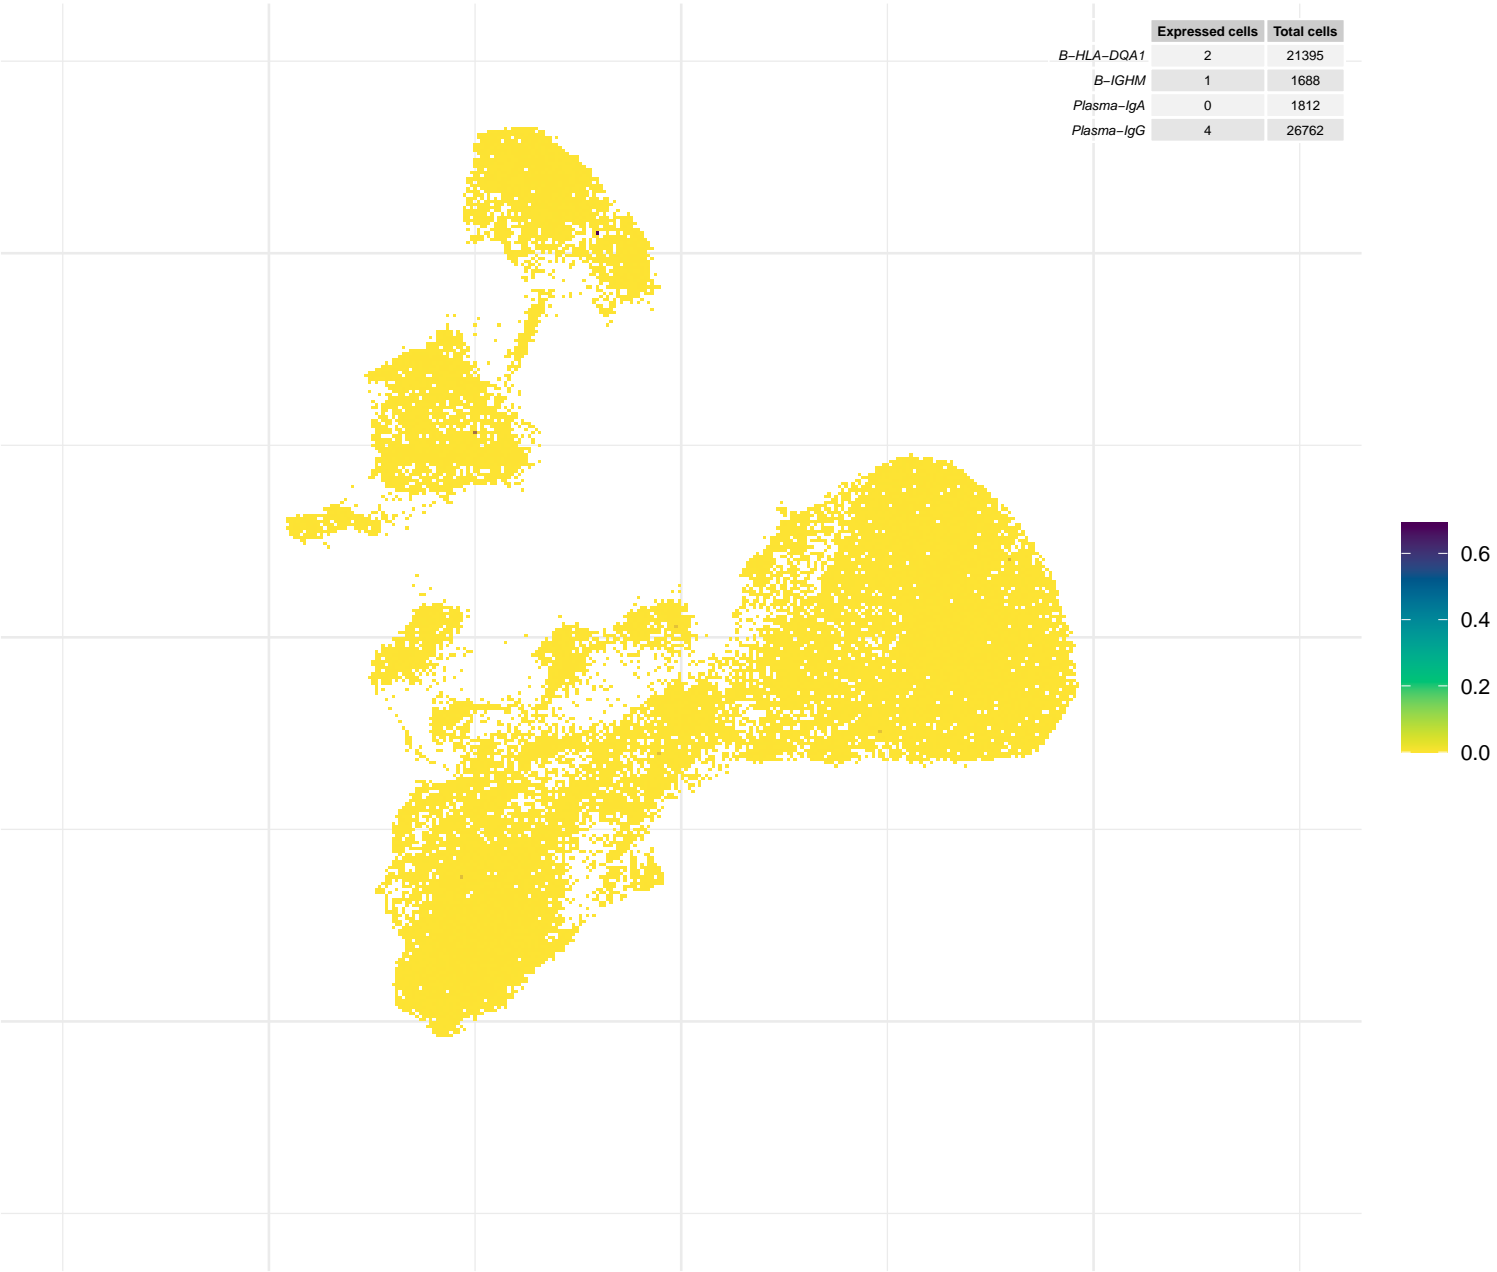 Expressed cells Total cells
B−HLA−DQA1 2 21395
B−IGHM 1 1688
Plasma−IgA 0 1812
Plasma−IgG 4 26762
0.6
0.4
0.2
0.0